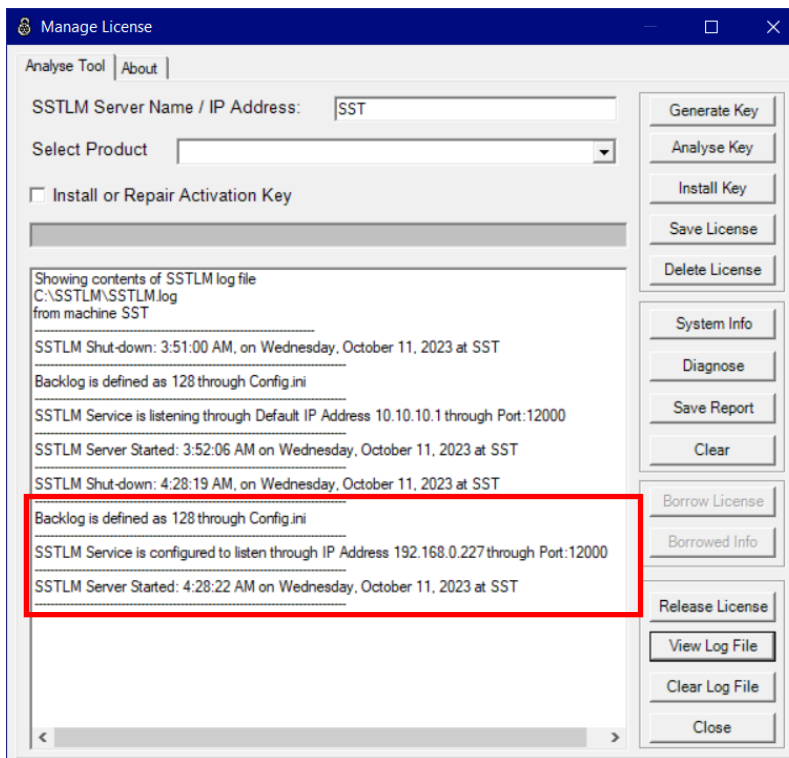 Manage License
Analyse Tool
About
SSTLM Server Name / IP Address:
SST
Select Product
Install or Repair Activation Key
Showing contents of SSTLM log file
C:\SSTLM\SSTLM.log
from machine SST
SSTLM Shut-down: 3:51:00 AM, on Wednesday, October 11, 2023 at SST
Backlog is defined as 128 through Config.ini
SSTLM Service is listening through Default IP Address 10.10.10.1 through Port:12000
SSTLM Server Started: 3:52:06 AM on Wednesday, October 11, 2023 at SST
SSTLM Shut-down: 4:28:19 AM, on Wednesday, October 11, 2023 at SST
Backlog is defined as 128 through Config.ini
SSTLM Service is configured to listen through IP Address 192.168.0.227 through Port:12000
SSTLM Server Started: 4:28:22 AM on Wednesday, October 11, 2023 at SST
Generate Key
Analyse Key
Install Key
Save License
Delete License
System Info
Diagnose
Save Report
Clear
Borrow License
Borrowed Info
Release License
View Log File
Clear Log File
Close